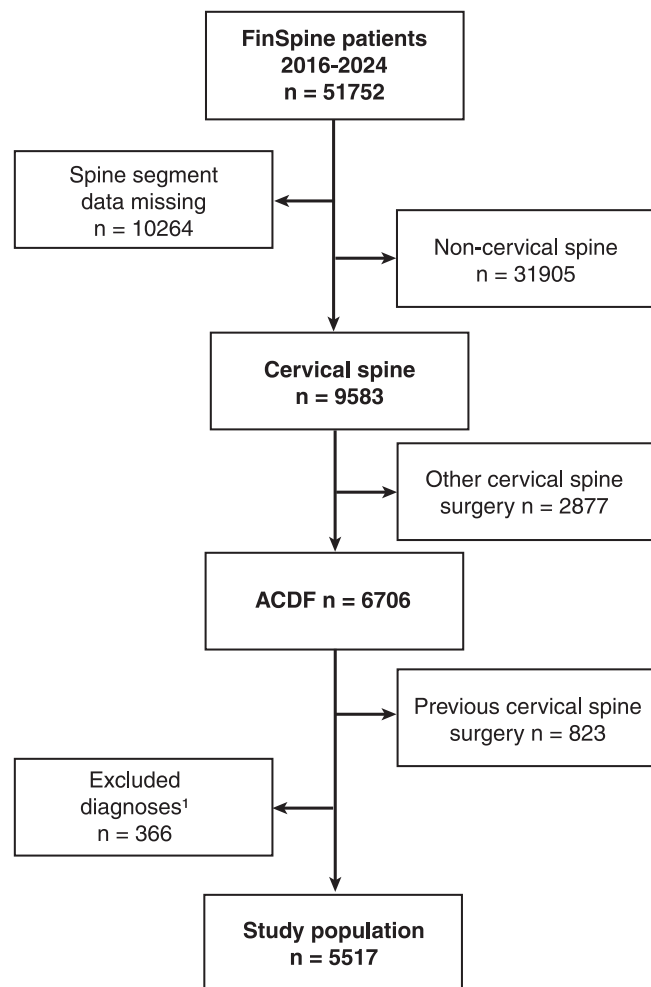 FinSpine patients
2016-2024
n = 51752
Spine segment
data missing
n = 10264
Non-cervical spine
n = 31905
Cervical spine
n = 9583
Other cervical spine
surgery n = 2877
ACDF n = 6706
Previous cervical spine
surgery n = 823
Excluded
diagnoses¹
n = 366
Study population
n = 5517